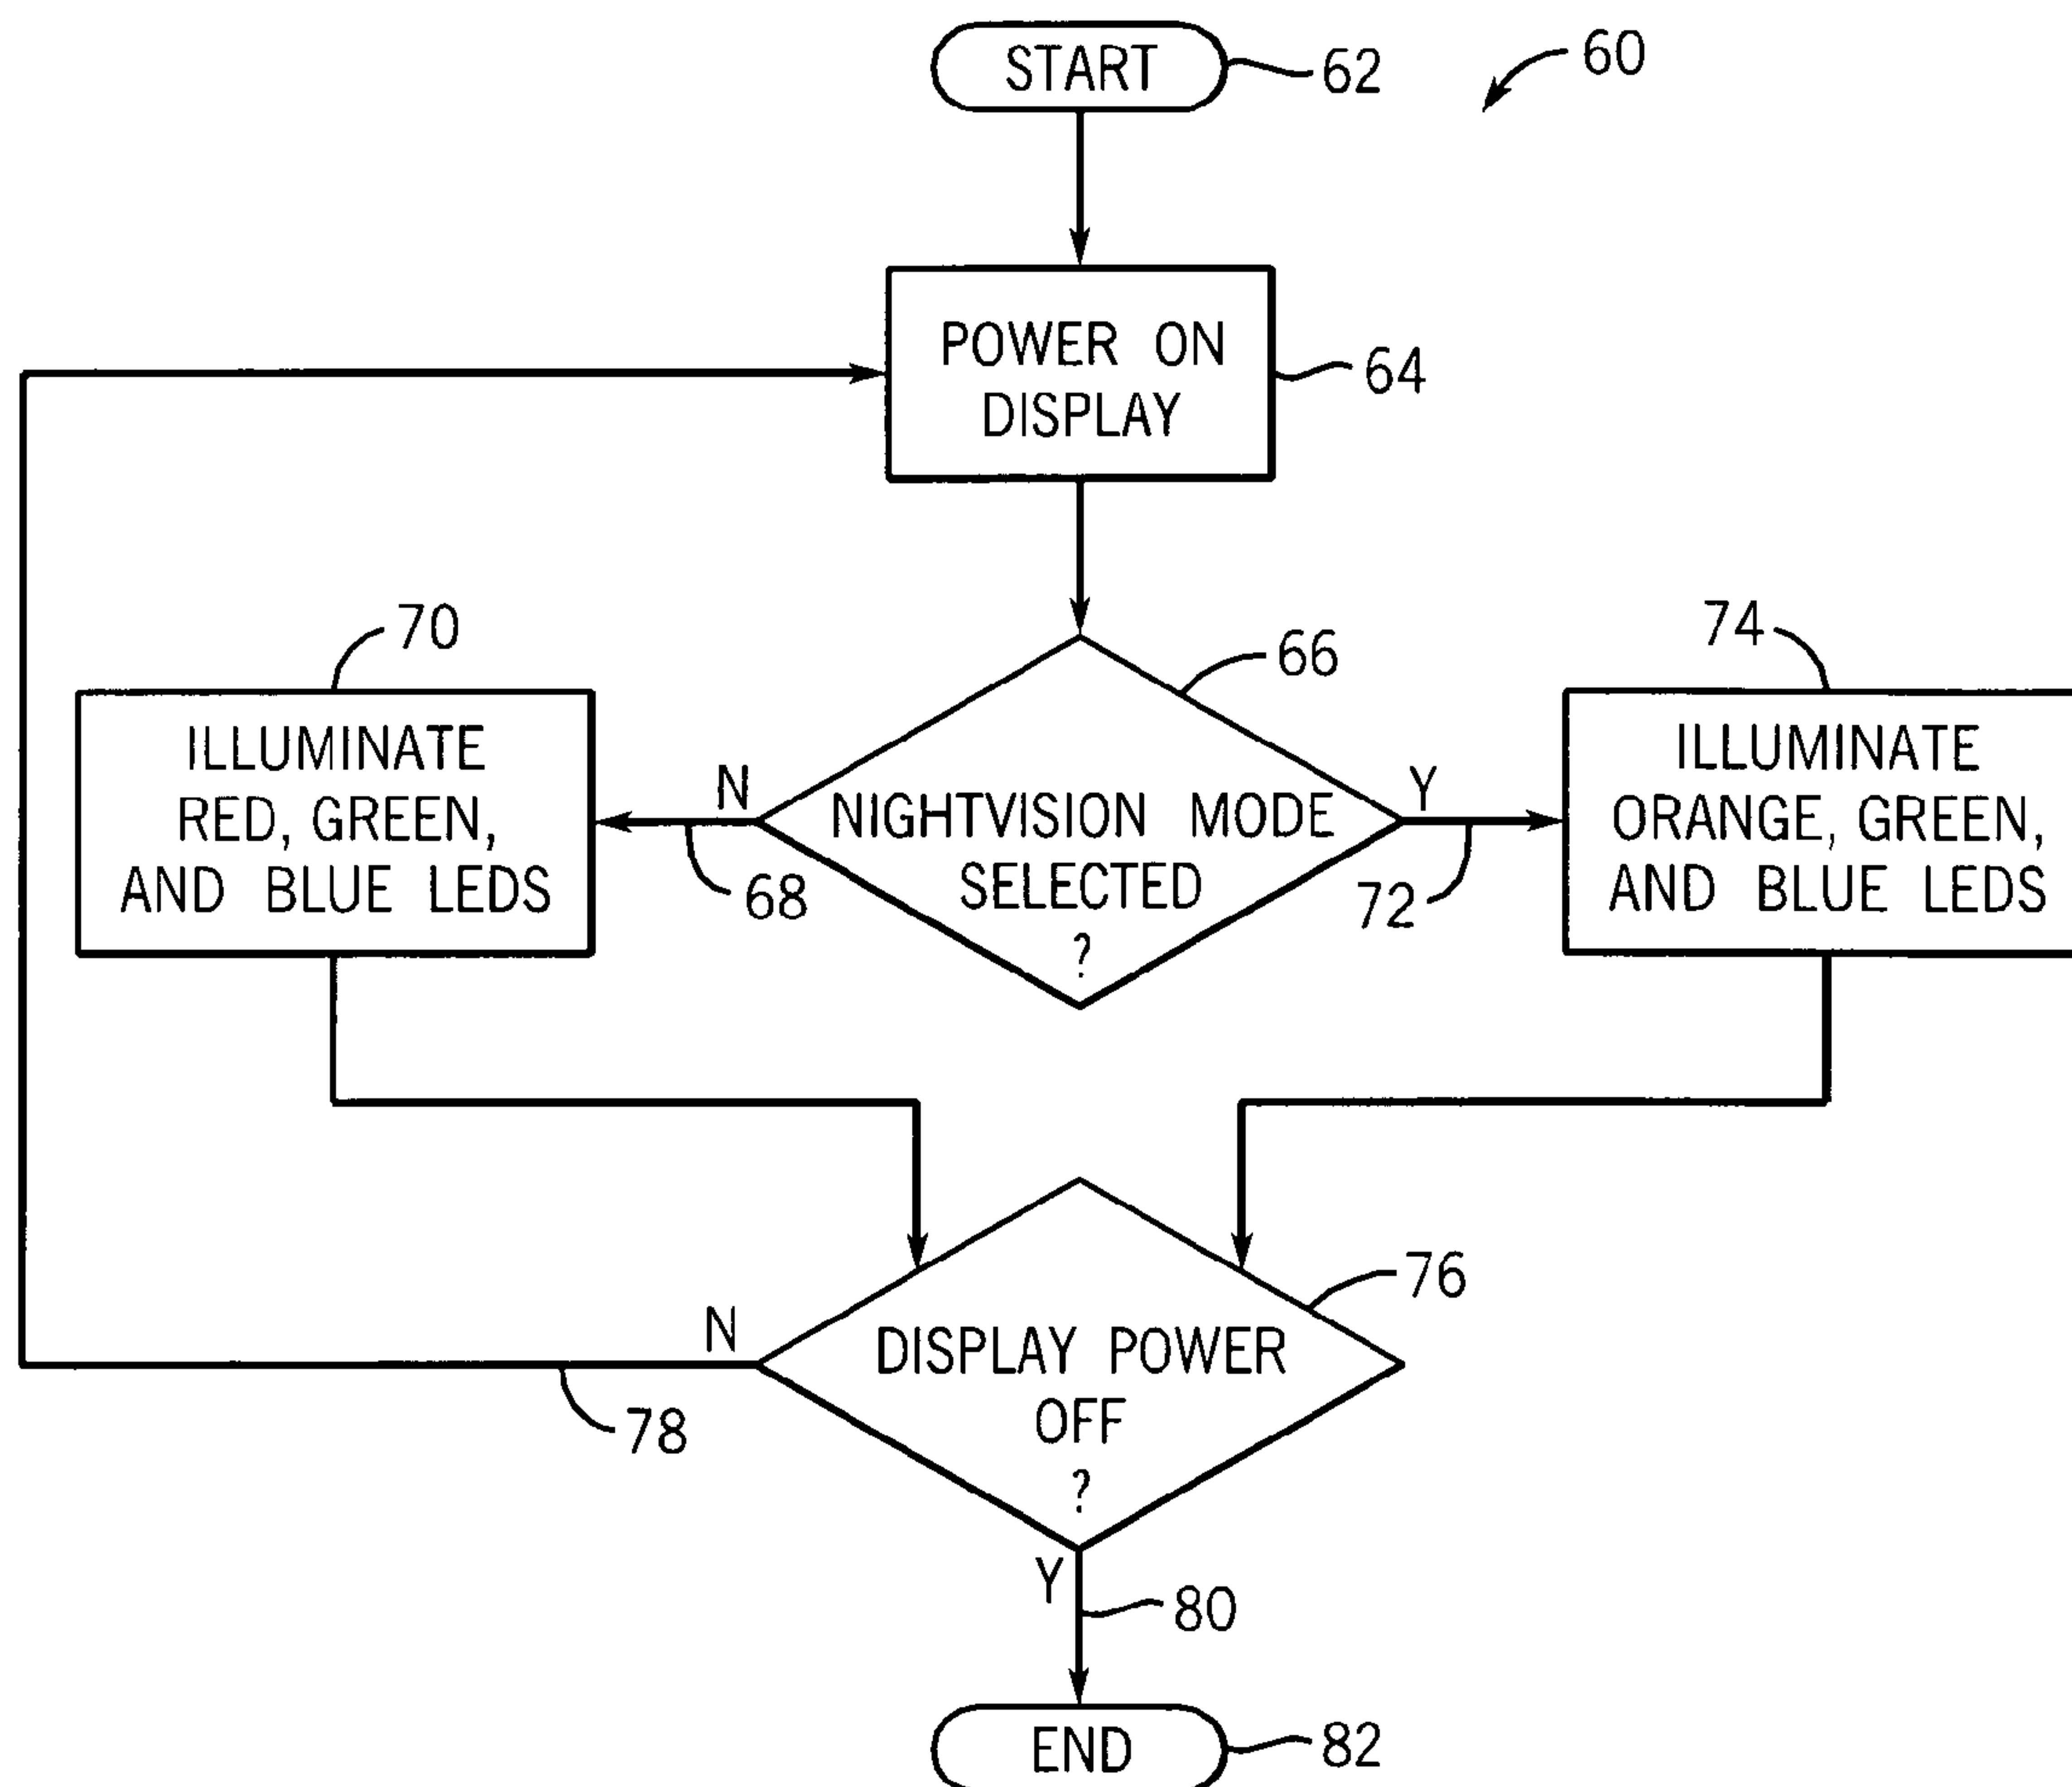 START
62
60
POWER ON
DISPLAY
64
70
66
74
ILLUMINATE
RED, GREEN,
AND BLUE LEDS
N
68
NIGHTVISION MODE
SELECTED
?
Y
72
ILLUMINATE
ORANGE, GREEN,
AND BLUE LEDS
76
N
78
DISPLAY POWER
OFF
?
Y
80
END
82